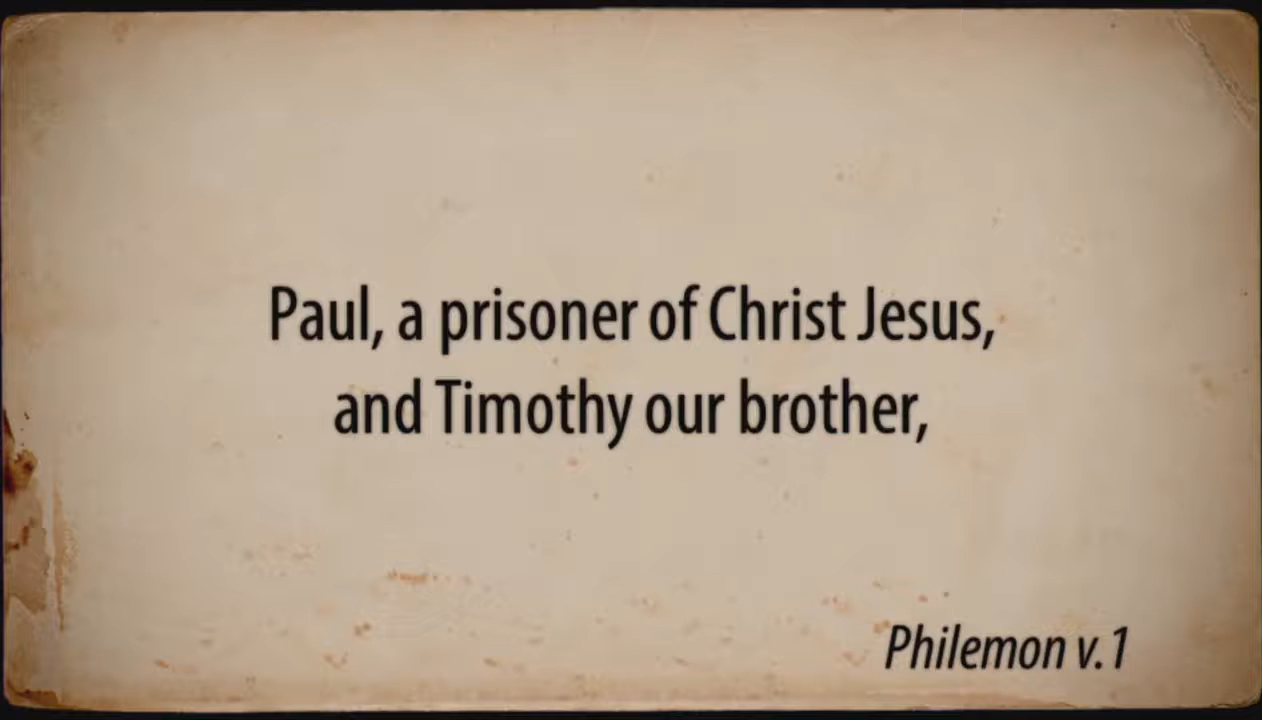 Paul, a prisoner of Christ Jesus,
and Timothy our brother,
Philemon v.1